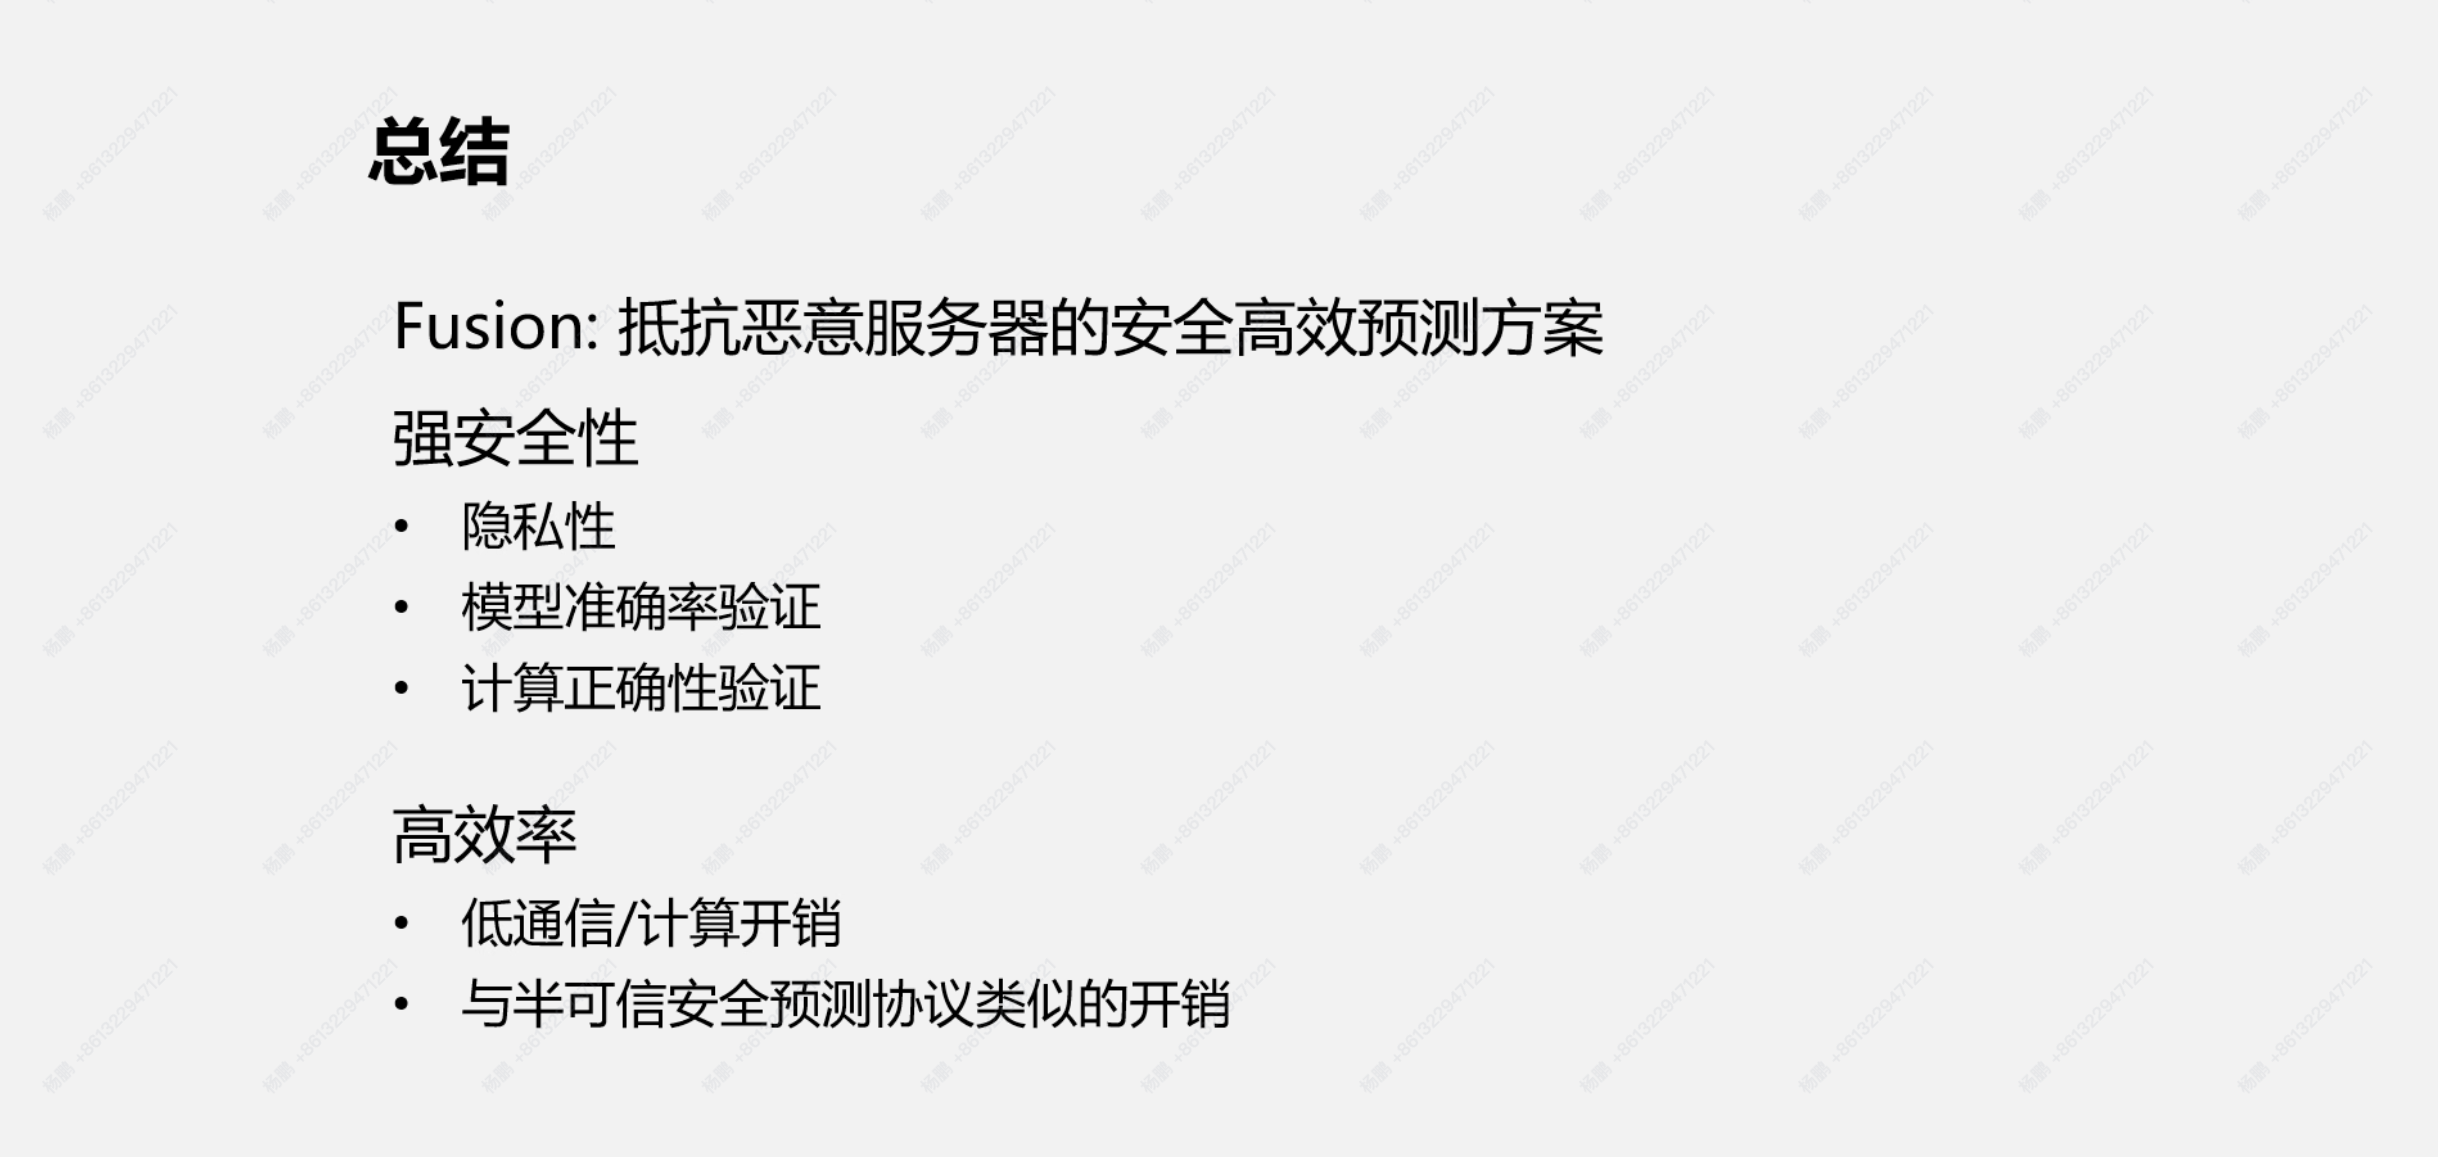 总结
Fusion: 抵抗恶意服务器的安全高效预测方案
强安全性
• 隐私性
• 模型准确率验证
• 计算正确性验证
高效率
• 低通信/计算开销
• 与半可信安全预测协议类似的开销
杨鹏 +8613229471221